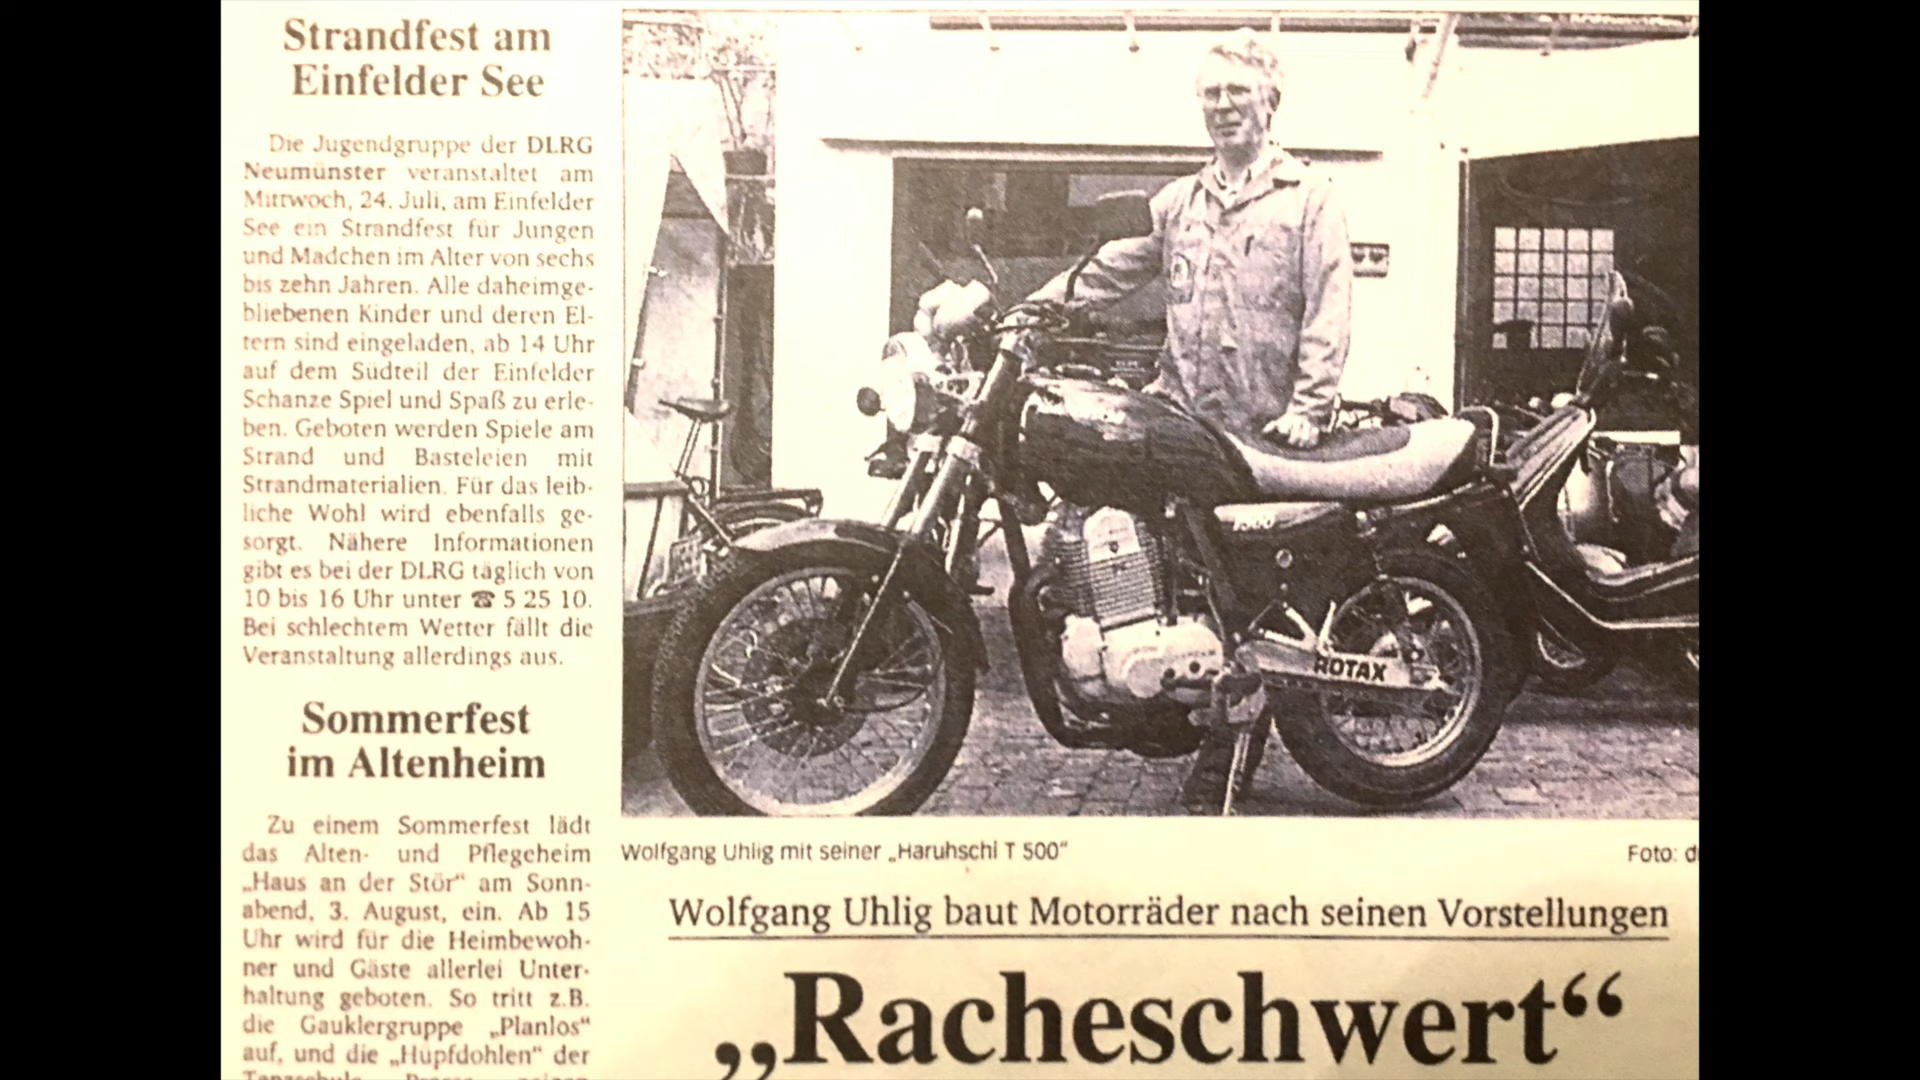 Strandfest am
Einfelder See
Die Jugendgruppe der DLRG
Neumünster veranstaltet am
Mittwoch, 24. Juli, am Einfelder
See ein Strandfest für Jungen
und Mädchen im Alter von sechs
bis zehn Jahren. Alle daheimge-
bliebenen Kinder und deren El-
tern sind eingeladen, ab 14 Uhr
auf dem Südteil der Einfelder
Schanze Spiel und Spaß zu erle-
ben. Geboten werden Spiele am
Strand und Basteleien mit
Strandmaterialien. Für das leib-
liche Wohl wird ebenfalls ge-
sorgt. Nähere Informationen
gibt es bei der DLRG täglich von
10 bis 16 Uhr unter ☎ 5 25 10.
Bei schlechtem Wetter fällt die
Veranstaltung allerdings aus.
Sommerfest
im Altenheim
Zu einem Sommerfest lädt
das Alten- und Pflegeheim
„Haus an der Stör“ am Sonn-
abend, 3. August, ein. Ab 15
Uhr wird für die Heimbewoh-
ner und Gäste allerlei Unter-
haltung geboten. So tritt z.B.
die Gauklergruppe „Planlos“
auf, und die „Hupfdohlen“ der
T500
ROTAX
Wolfgang Uhlig mit seiner „Haruhschi T 500“
Foto:
Wolfgang Uhlig baut Motorräder nach seinen Vorstellungen
„Racheschwert“